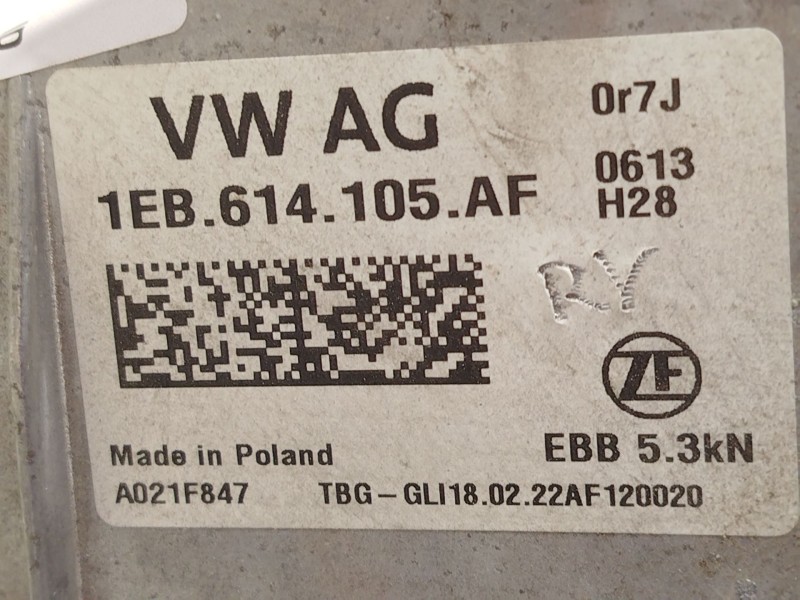 VW AG
0r7J
1EB.614.105.AF
0613
H28
RY
ZF
EBB 5.3kN
Made in Poland
A021F847
TBG-GLI18.02.22AF120020